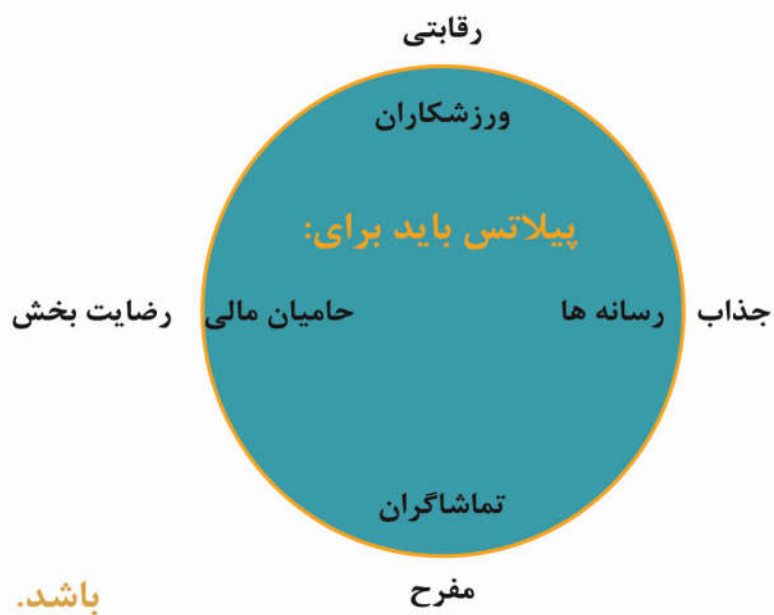 رقابتی
ورزشکاران
پیلاتس باید برای:
جذاب رسانه ها حامیان مالی رضایت بخش
تماشاگران
مفرح
باشد.